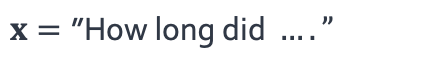 x = "How long did ...."